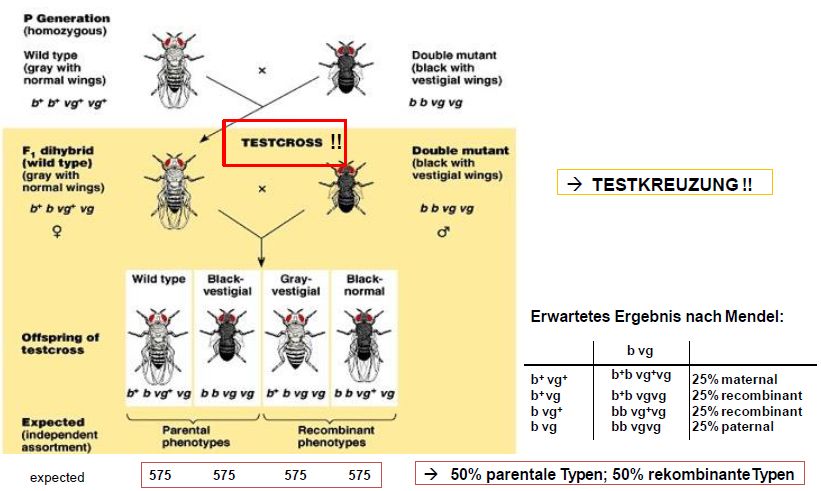 P Generation
(homozygous)
Wild type
(gray with
normal wings)
b⁺ b⁺ vg⁺ vg⁺
×
Double mutant
(black with
vestigial wings)
b b vg vg
TESTCROSS !!
F₁ dihybrid
(wild type)
(gray with
normal wings)
b⁺ b vg⁺ vg
♀
×
Double mutant
(black with
vestigial wings)
b b vg vg
♂
→ TESTKREUZUNG !!
Offspring of
testcross
Wild type
Black-
vestigial
Gray-
vestigial
Black-
normal
b⁺ b vg⁺ vg
b b vg vg
b⁺ b vg vg
b b vg⁺ vg
Expected
(independent
assortment)
Parental
phenotypes
Recombinant
phenotypes
expected
575 575 575 575
Erwartetes Ergebnis nach Mendel:
b vg
b⁺ vg⁺ b⁺b vg⁺vg 25% maternal
b⁺ vg b⁺b vgvg 25% recombinant
b vg⁺ bb vg⁺vg 25% recombinant
b vg bb vgvg 25% paternal
→ 50% parentale Typen; 50% rekombinante Typen